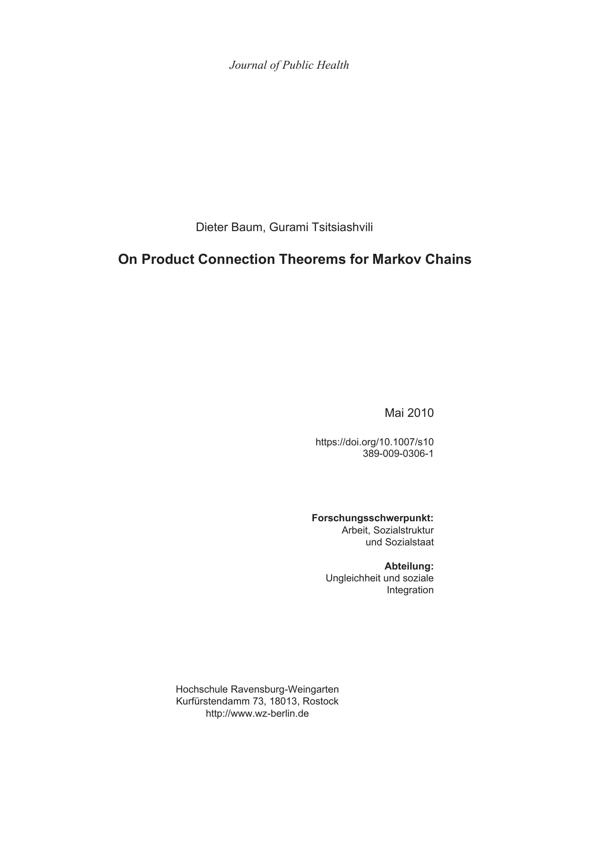 Journal of Public Health
Dieter Baum, Gurami Tsitsiashvili
On Product Connection Theorems for Markov Chains
Mai 2010
https://doi.org/10.1007/s10
389-009-0306-1
Forschungsschwerpunkt:
Arbeit, Sozialstruktur
und Sozialstaat
Abteilung:
Ungleichheit und soziale
Integration
Hochschule Ravensburg-Weingarten
Kurfürstendamm 73, 18013, Rostock
http://www.wz-berlin.de